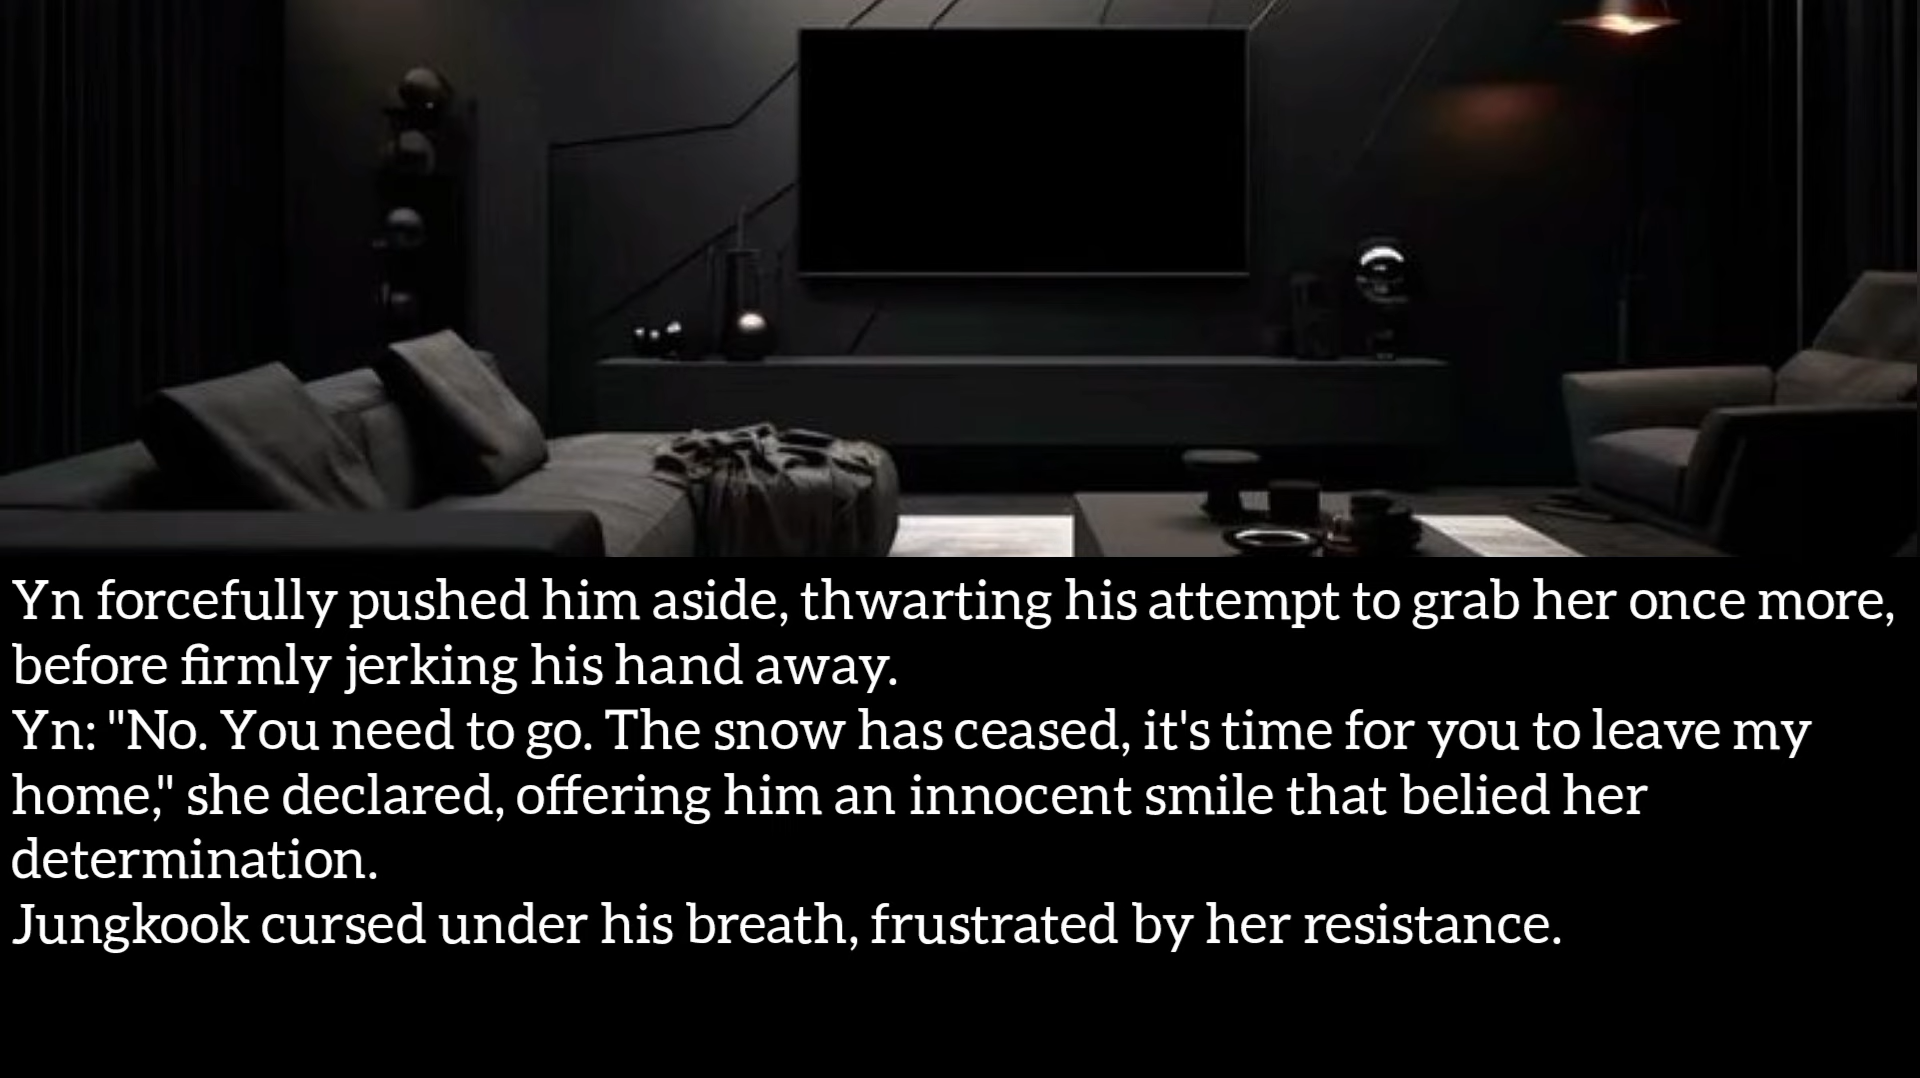 Yn forcefully pushed him aside, thwarting his attempt to grab her once more,
before firmly jerking his hand away.
Yn: "No. You need to go. The snow has ceased, it's time for you to leave my
home," she declared, offering him an innocent smile that belied her
determination.
Jungkook cursed under his breath, frustrated by her resistance.